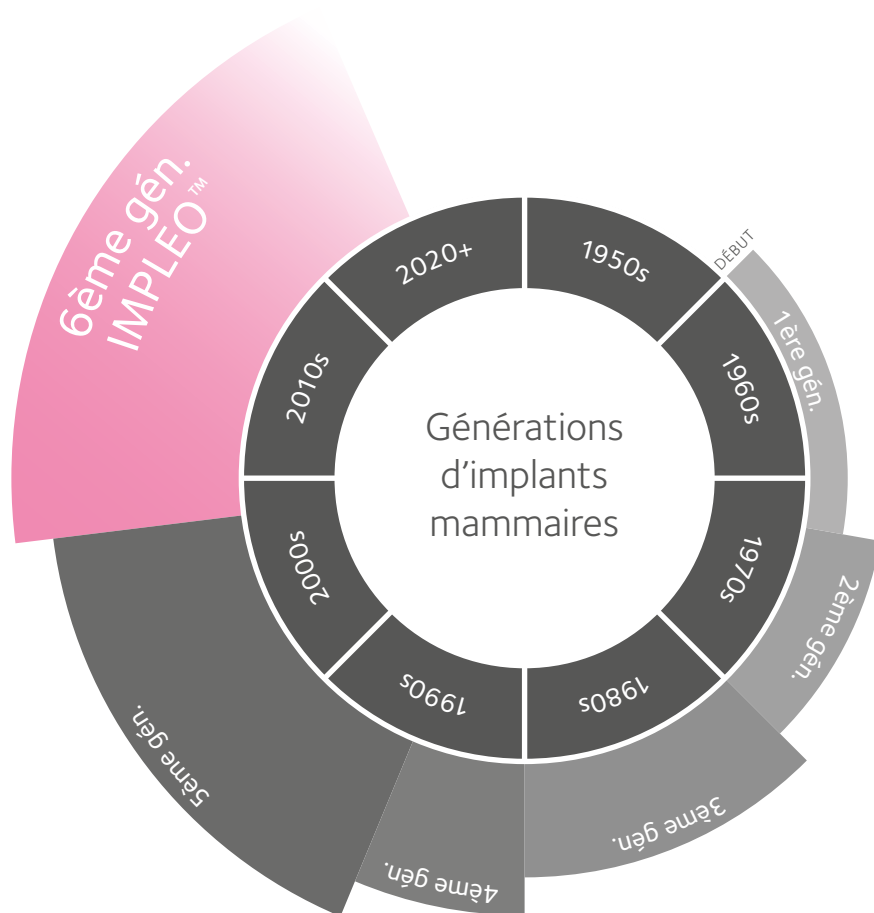 Générations
d'implants
mammaires
1950s
1960s
1970s
1980s
1990s
2000s
2010s
2020+
DÉBUT
1ère gén.
2ème gén.
3ème gén.
4ème gén.
5ème gén.
6ème gén.
IMPLEO™